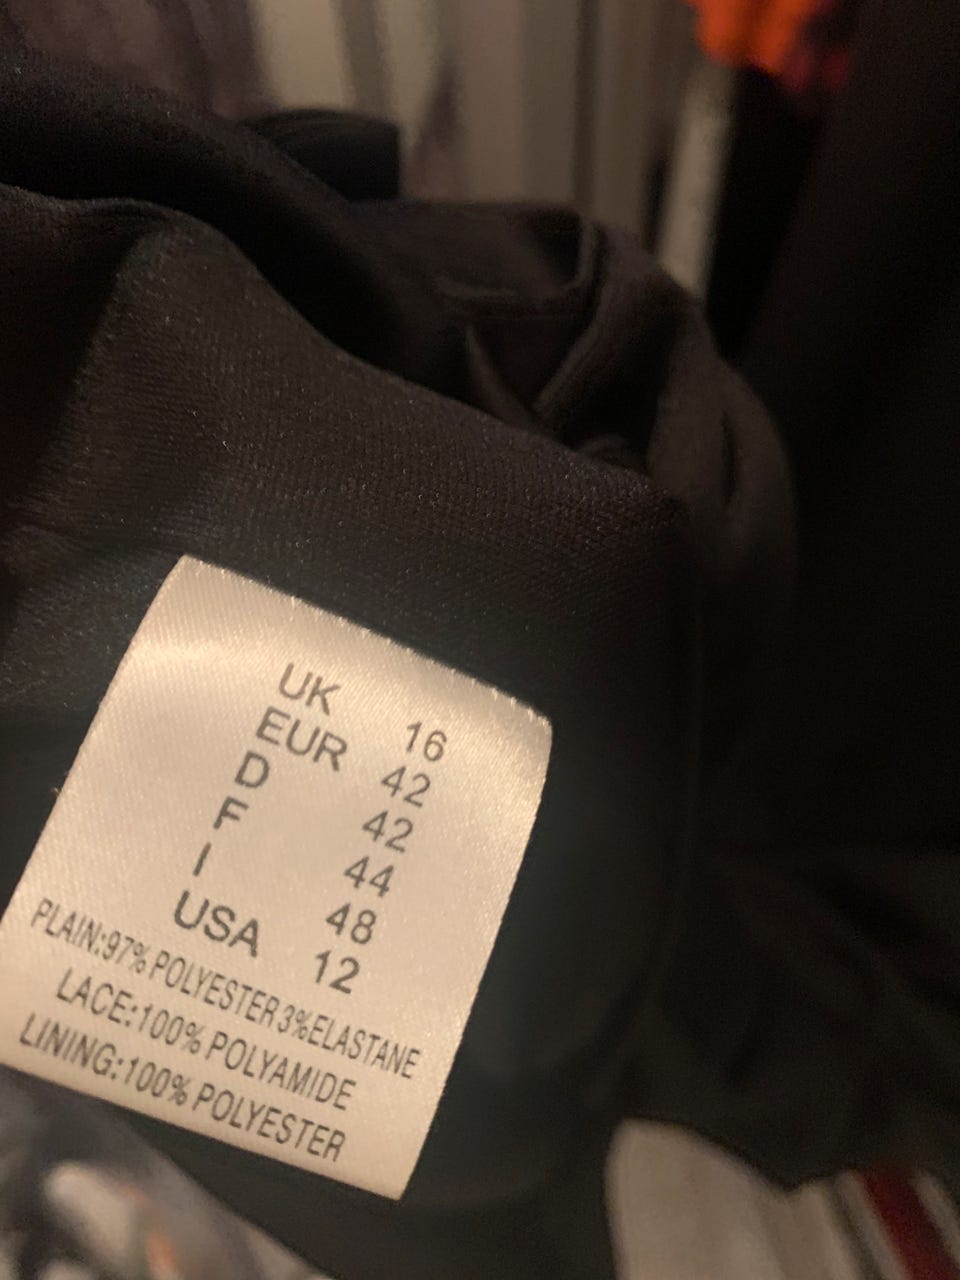 UK 16
EUR 42
D 42
F 44
I 48
USA 12
PLAIN:97% POLYESTER 3%ELASTANE
LACE:100% POLYAMIDE
LINING:100% POLYESTER